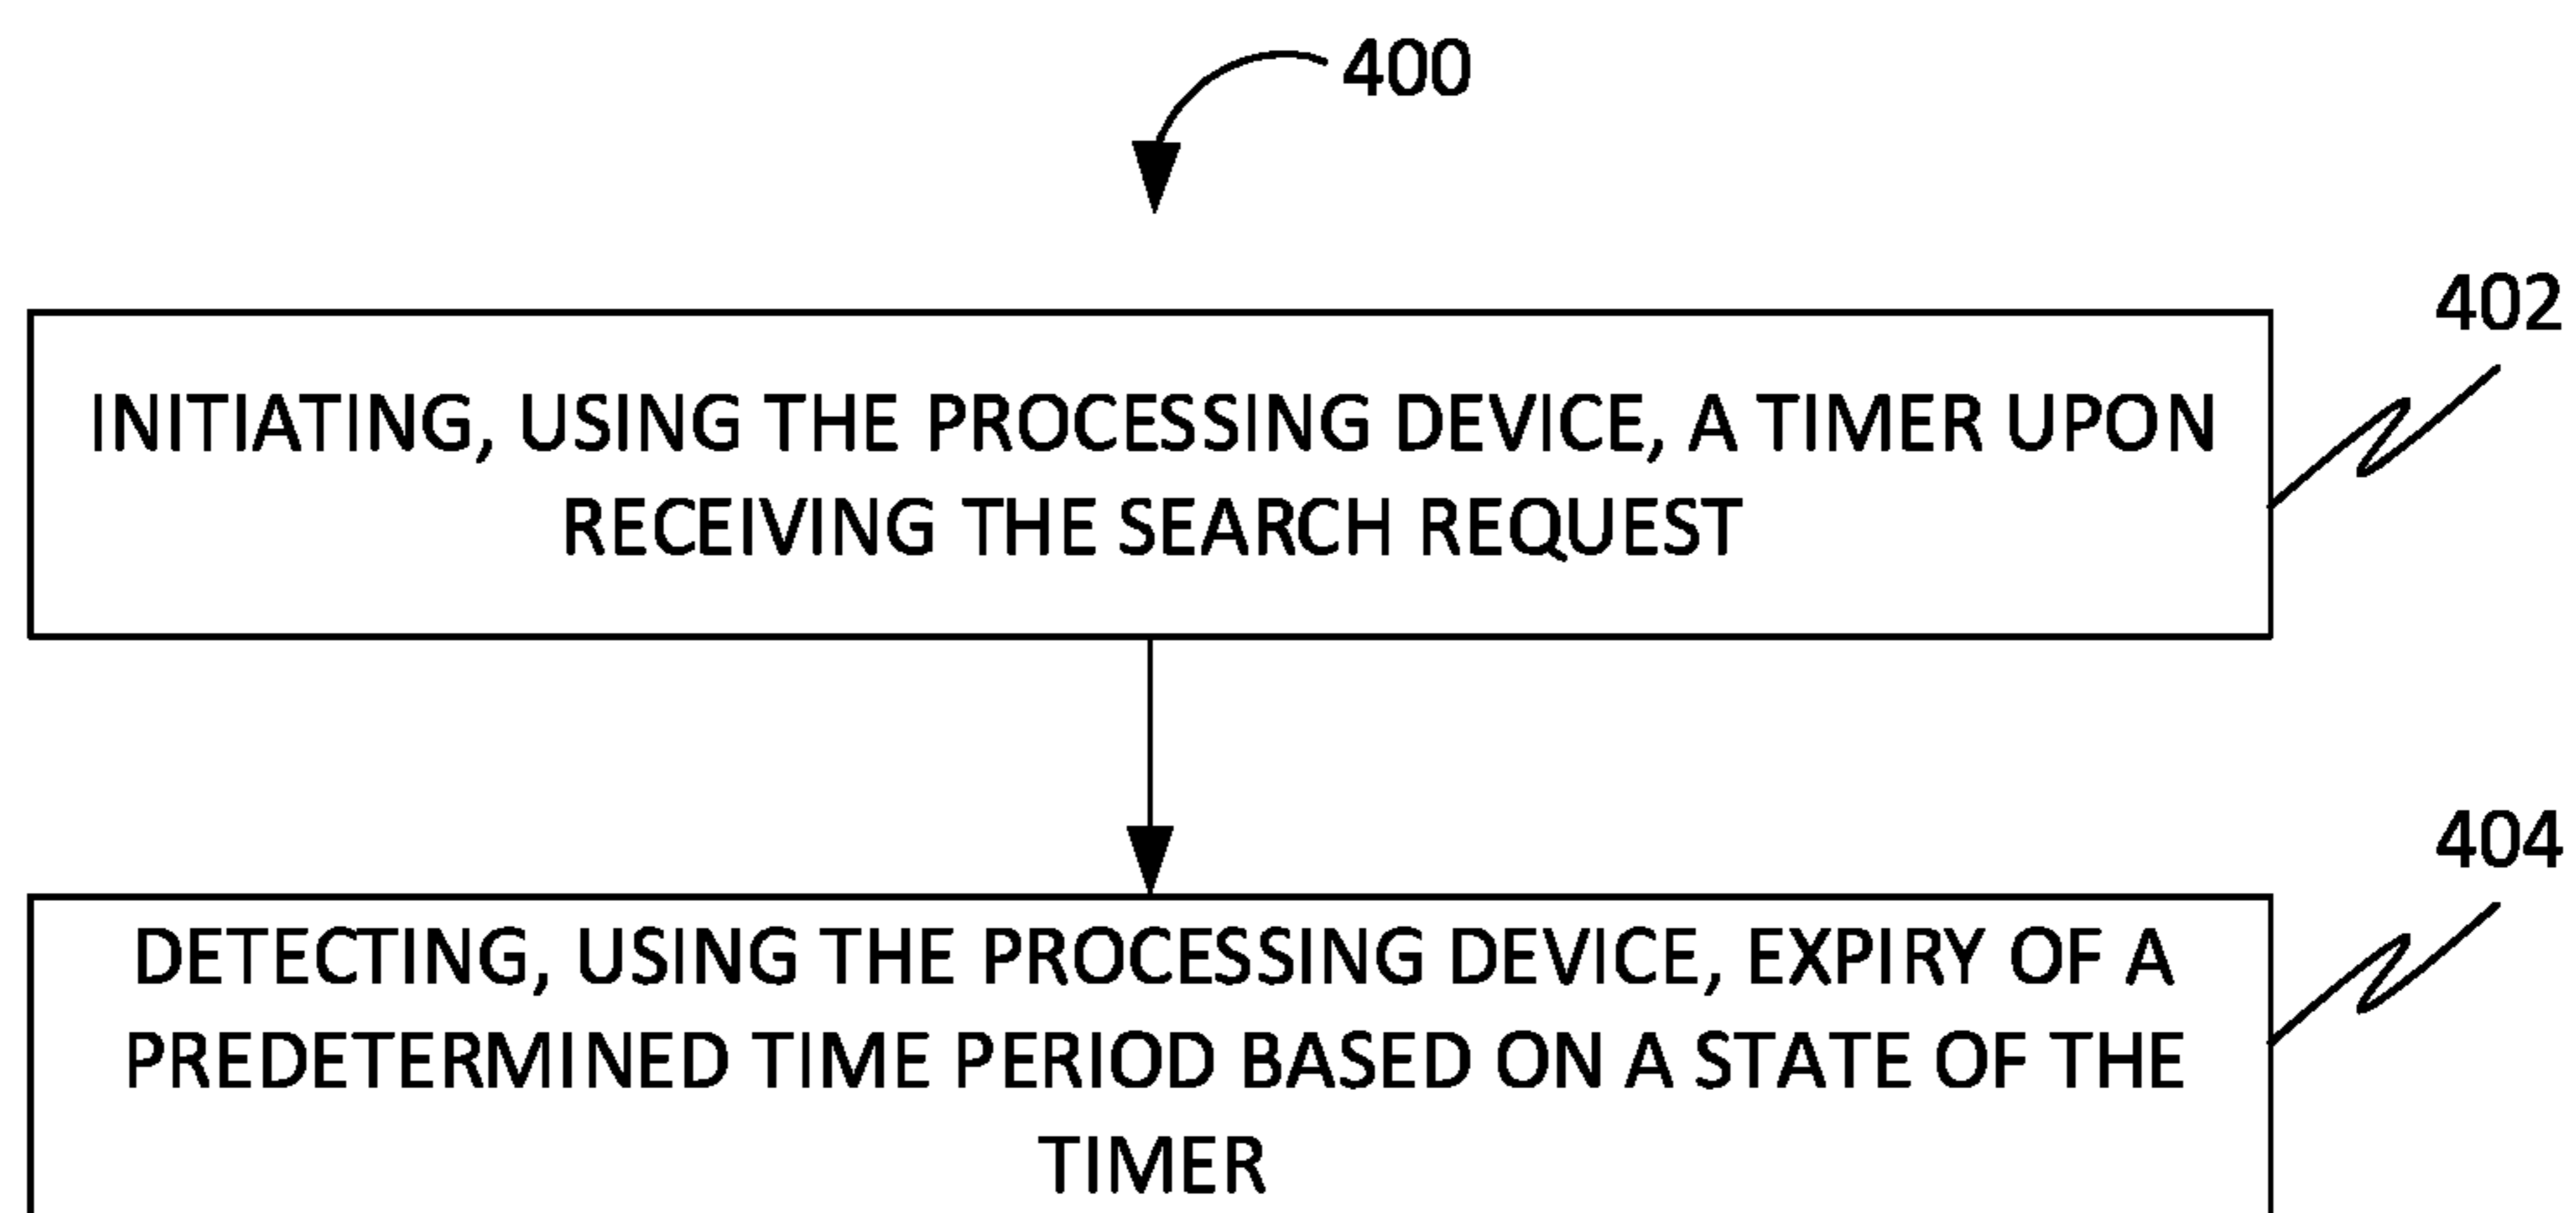 400
402
INITIATING, USING THE PROCESSING DEVICE, A TIMER UPON
RECEIVING THE SEARCH REQUEST
404
DETECTING, USING THE PROCESSING DEVICE, EXPIRY OF A
PREDETERMINED TIME PERIOD BASED ON A STATE OF THE
TIMER